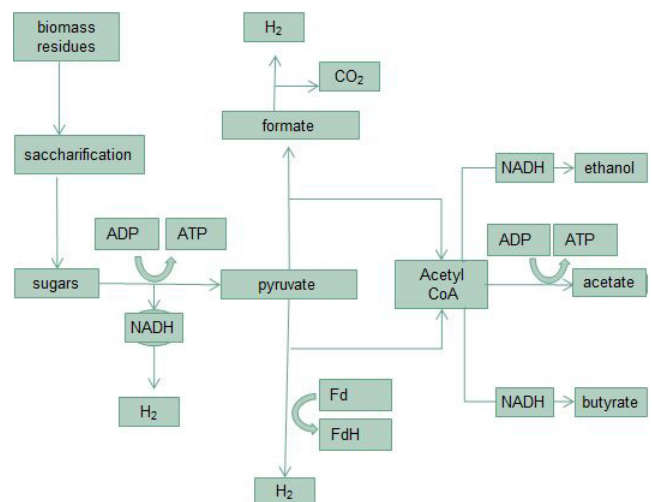 biomass
residues
H₂
CO₂
formate
saccharification
NADH
ethanol
ADP
ATP
ADP
ATP
sugars
pyruvate
Acetyl
CoA
acetate
NADH
H₂
Fd
FdH
NADH
butyrate
H₂